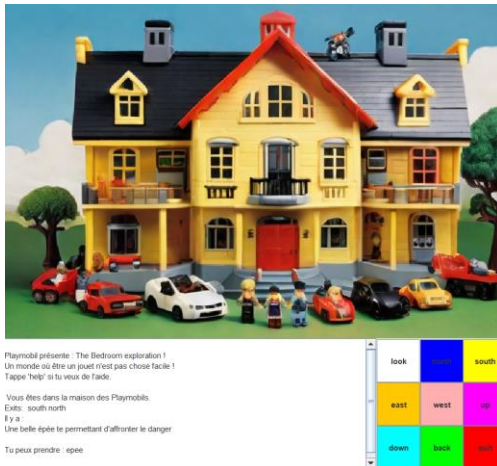 Playmobil présente : The Bedroom exploration !
Un monde où être un jouet n'est pas chose facile !
Tappe 'help' si tu veux de l'aide.
Vous êtes dans la maison des Playmobils.
Exits: south north
Il y a :
Une belle épée te permettant d'affronter le danger
Tu peux prendre : epee
look
north
south
east
west
up
down
back
quit